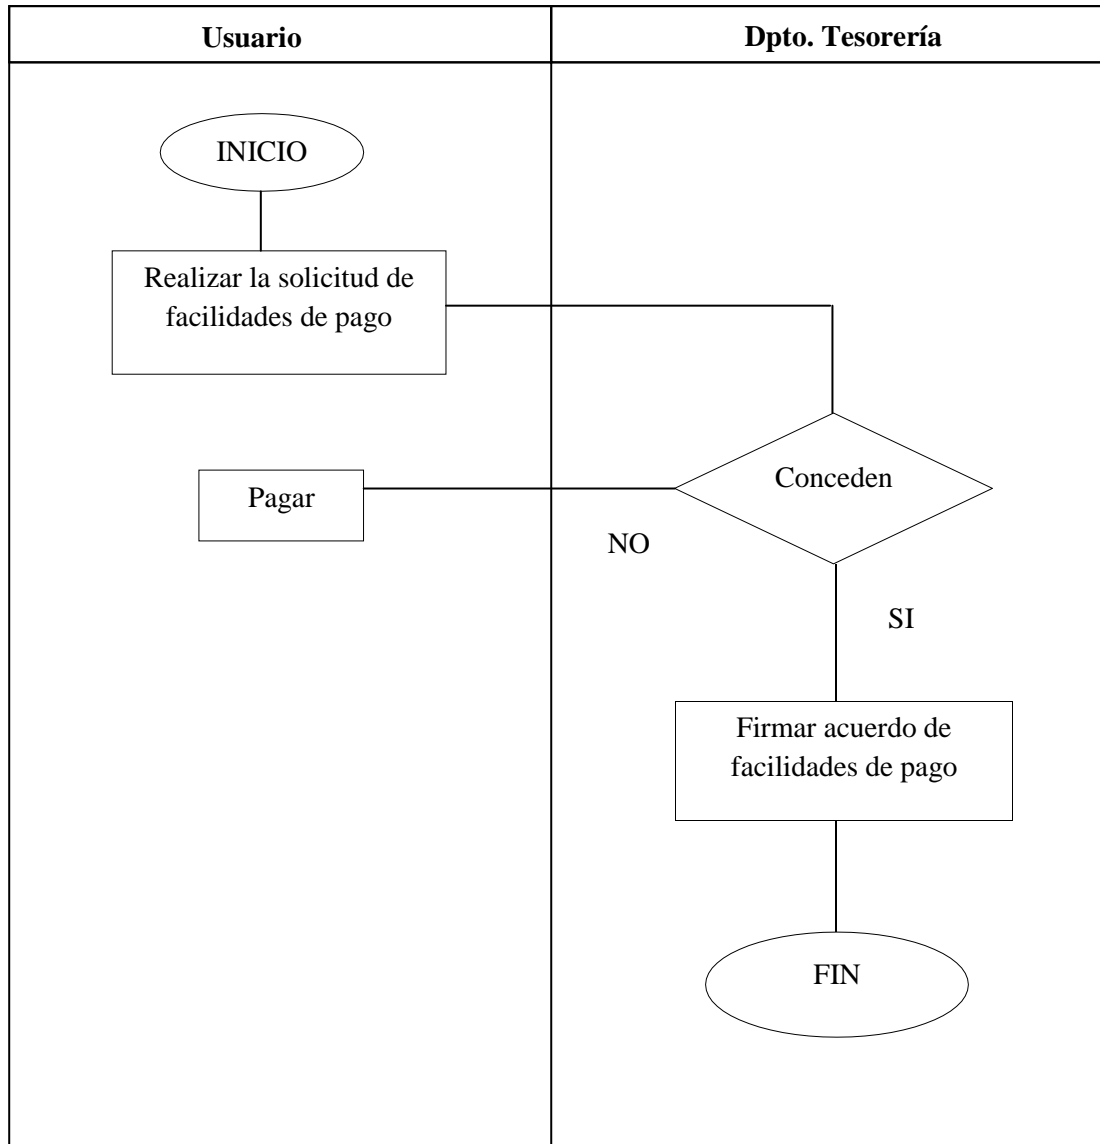 Usuario
Dpto. Tesorería
INICIO
Realizar la solicitud de
facilidades de pago
Conceden
Pagar
NO
SI
Firmar acuerdo de
facilidades de pago
FIN